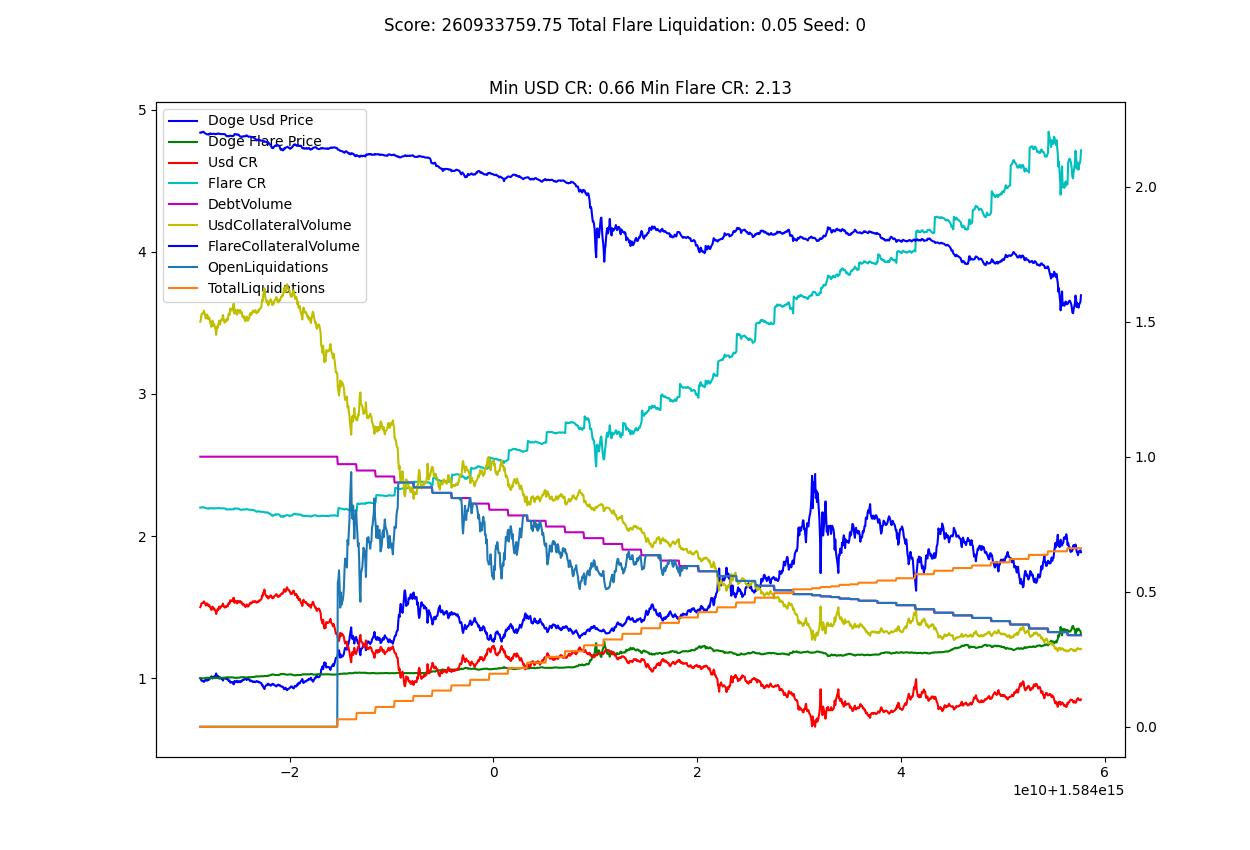 Score: 260933759.75 Total Flare Liquidation: 0.05 Seed: 0
Min USD CR: 0.66 Min Flare CR: 2.13
Doge Usd Price
Doge Flare Price
Usd CR
Flare CR
DebtVolume
UsdCollateralVolume
FlareCollateralVolume
OpenLiquidations
TotalLiquidations
5
4
3
2
1
2.0
1.5
1.0
0.5
0.0
−2
0
2
4
6
1e10+1.584e15